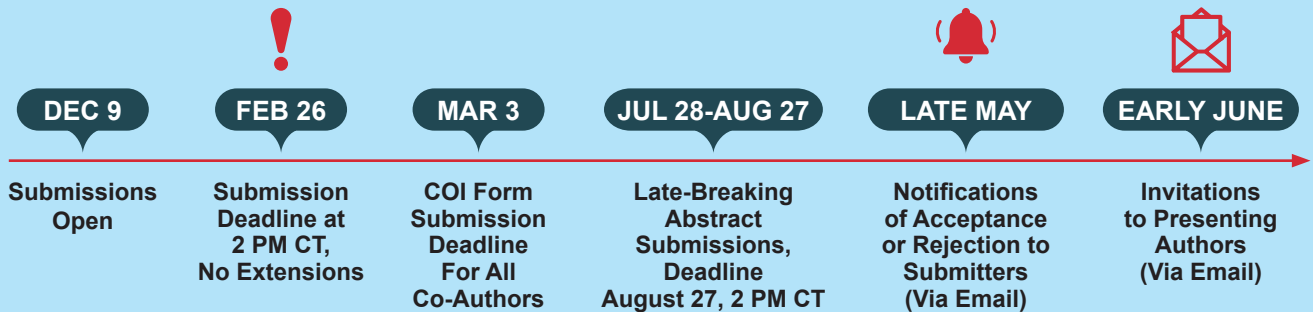 DEC 9
Submissions
Open
FEB 26
Submission
Deadline at
2 PM CT,
No Extensions
MAR 3
COI Form
Submission
Deadline
For All
Co-Authors
JUL 28-AUG 27
Late-Breaking
Abstract
Submissions,
Deadline
August 27, 2 PM CT
LATE MAY
Notifications
of Acceptance
or Rejection to
Submitters
(Via Email)
EARLY JUNE
Invitations
to Presenting
Authors
(Via Email)